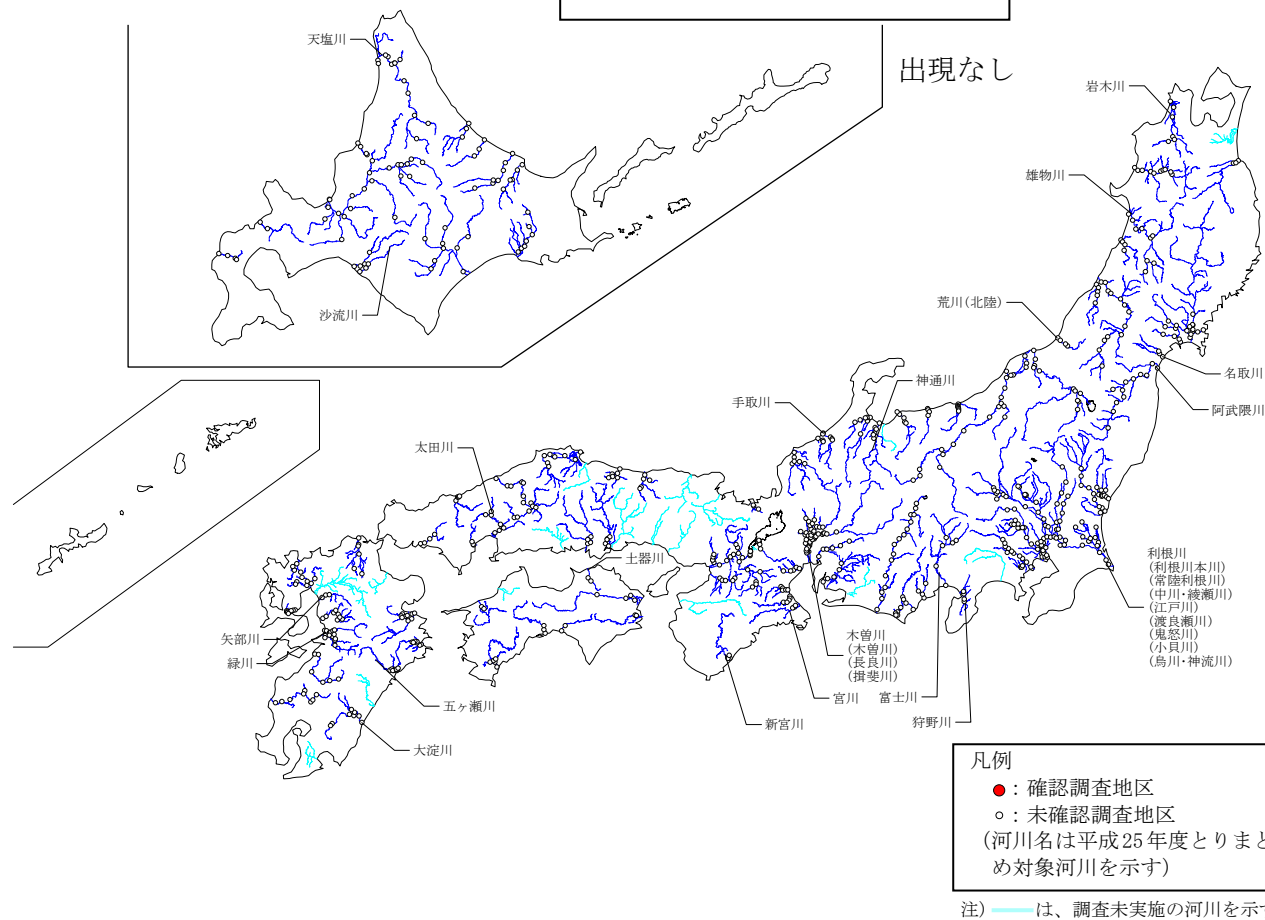 出現なし
天塩川
沙流川
岩木川
雄物川
荒川(北陸)
名取川
阿武隈川
神通川
手取川
太田川
土器川
矢部川
緑川
五ヶ瀬川
大淀川
木曽川
(木曽川)
(長良川)
(揖斐川)
宮川
新宮川
富士川
狩野川
利根川
(利根川本川)
(常陸利根川)
(中川・綾瀬川)
(江戸川)
(渡良瀬川)
(鬼怒川)
(小貝川)
(烏川・神流川)
凡例
●：確認調査地区
○：未確認調査地区
(河川名は平成25年度とりまと
め対象河川を示す)
注) は、調査未実施の河川を示す